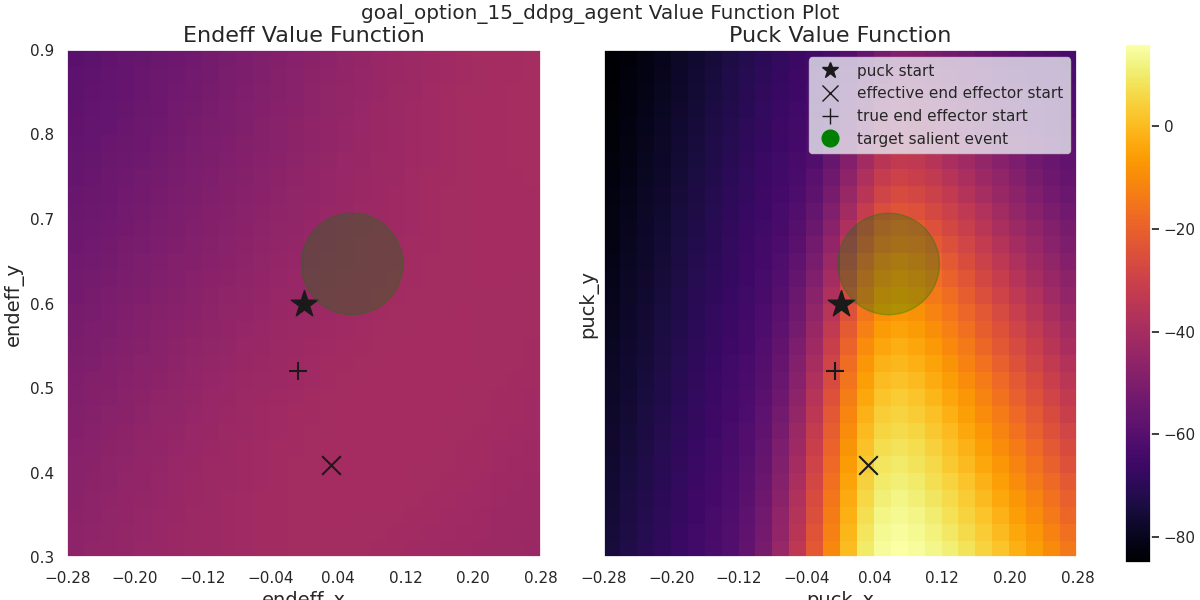 goal_option_15_ddpg_agent Value Function Plot
Endeff Value Function
Puck Value Function
0.9
0.8
0.7
0.6
0.5
0.4
0.3
endeff_y
−0.28 −0.20 −0.12 −0.04 0.04 0.12 0.20 0.28
endeff_x
puck_y
puck start
effective end effector start
true end effector start
target salient event
−0.28 −0.20 −0.12 −0.04 0.04 0.12 0.20 0.28
puck_x
0
−20
−40
−60
−80